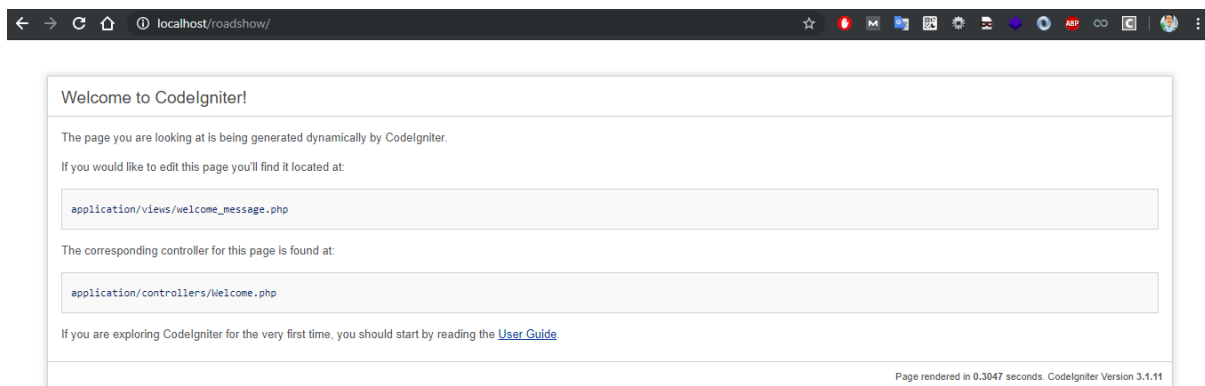 localhost/roadshow/
M
ABP
C
Welcome to CodeIgniter!
The page you are looking at is being generated dynamically by CodeIgniter.
If you would like to edit this page you'll find it located at:
application/views/welcome_message.php
The corresponding controller for this page is found at:
application/controllers/Welcome.php
If you are exploring CodeIgniter for the very first time, you should start by reading the User Guide.
Page rendered in 0.3047 seconds. CodeIgniter Version 3.1.11